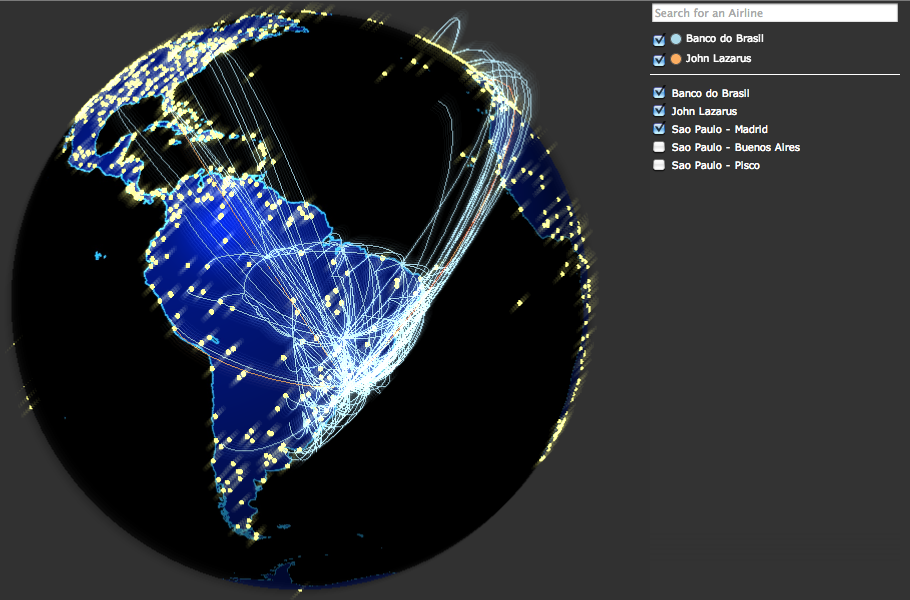 Search for an Airline
Banco do Brasil
John Lazarus
Banco do Brasil
John Lazarus
Sao Paulo - Madrid
Sao Paulo - Buenos Aires
Sao Paulo - Pisco